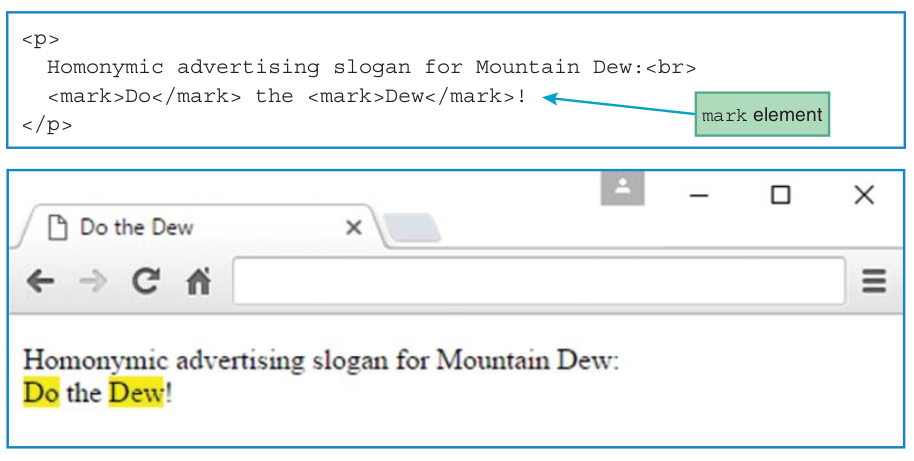 <p>
Homonymic advertising slogan for Mountain Dew:<br>
<mark>Do</mark> the <mark>Dew</mark>!
mark element
</p>
Do the Dew
Homonymic advertising slogan for Mountain Dew:
Do the Dew!